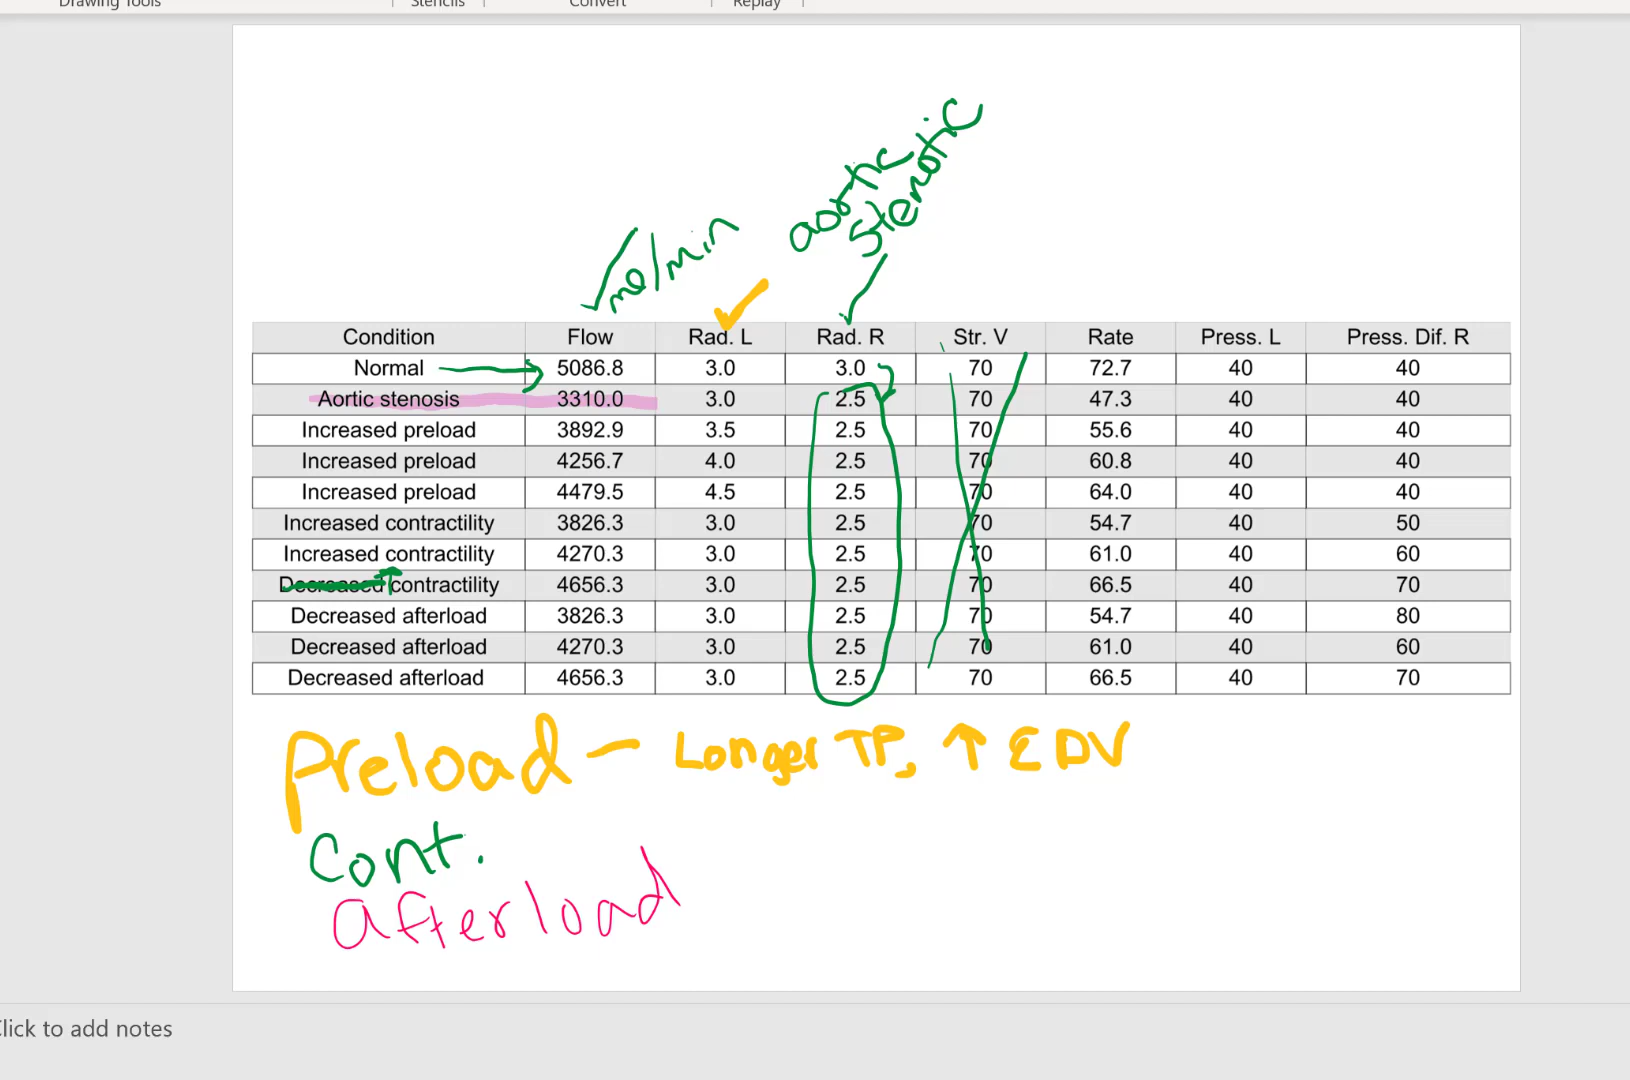 Drawing Tools Stencils Convert Replay
aortic
stenotic
ml/min
Condition Flow Rad. L Rad. R Str. V Rate Press. L Press. Dif. R
Normal 5086.8 3.0 3.0 70 72.7 40 40
Aortic stenosis 3310.0 3.0 2.5 70 47.3 40 40
Increased preload 3892.9 3.5 2.5 70 55.6 40 40
Increased preload 4256.7 4.0 2.5 70 60.8 40 40
Increased preload 4479.5 4.5 2.5 70 64.0 40 40
Increased contractility 3826.3 3.0 2.5 70 54.7 40 50
Increased contractility 4270.3 3.0 2.5 70 61.0 40 60
Decreased ↑ contractility 4656.3 3.0 2.5 70 66.5 40 70
Decreased afterload 3826.3 3.0 2.5 70 54.7 40 80
Decreased afterload 4270.3 3.0 2.5 70 61.0 40 60
Decreased afterload 4656.3 3.0 2.5 70 66.5 40 70
Preload - Longer TP, ↑ EDV
Cont.
afterload
lick to add notes